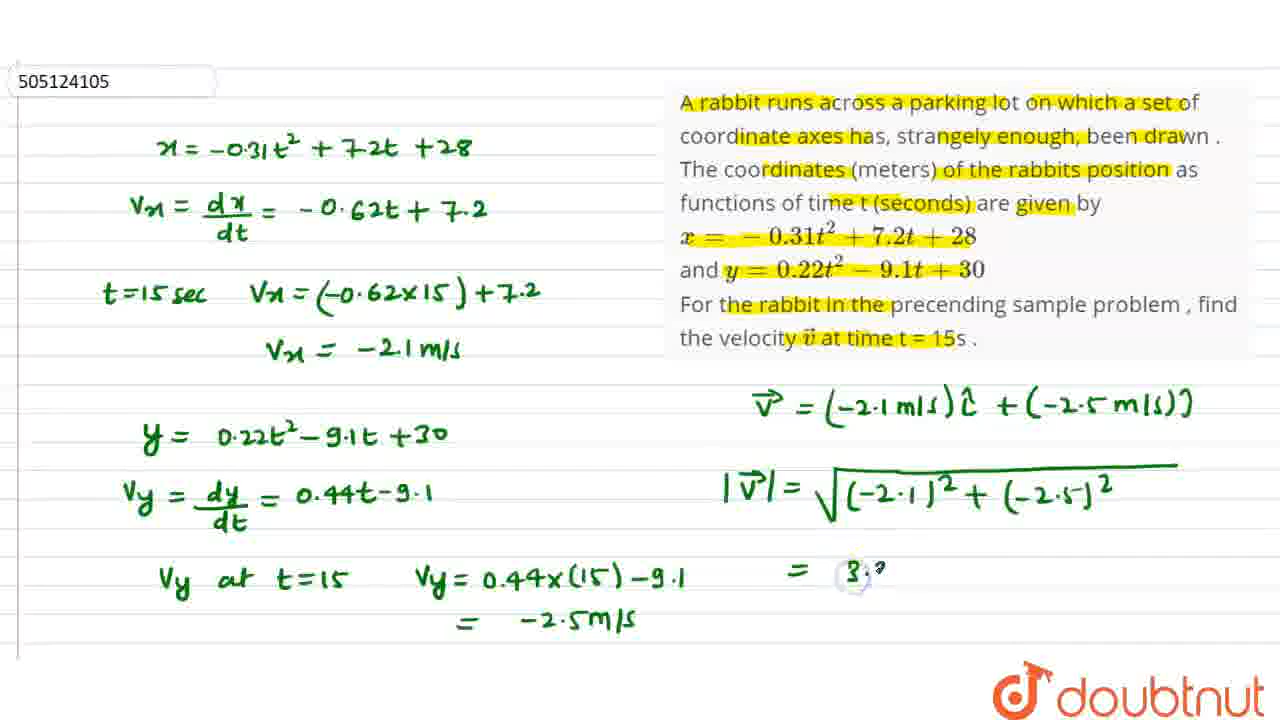 505124105
A rabbit runs across a parking lot on which a set of
coordinate axes has, strangely enough, been drawn .
The coordinates (meters) of the rabbits position as
functions of time t (seconds) are given by
x = − 0.31t² + 7.2t + 28
and y = 0.22t² − 9.1t + 30
For the rabbit in the precending sample problem , find
the velocity v⃗ at time t = 15s .
x = -0.31t² + 7.2t + 28
Vx = dx/dt = -0.62t + 7.2
t=15 sec Vx = (-0.62×15)+7.2
Vx = -2.1 m/s
y = 0.22t² - 9.1t + 30
Vy = dy/dt = 0.44t - 9.1
Vy at t=15 Vy = 0.44×(15) - 9.1
= -2.5 m/s
V⃗ = (-2.1 m/s) î + (-2.5 m/s) ĵ
|V⃗| = √(-2.1)² + (-2.5)²
= 3.
doubtnut